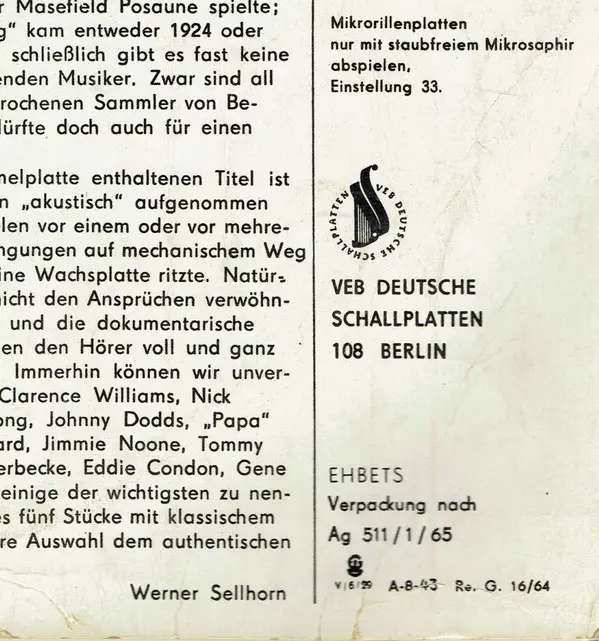 r Masefield Posaune spielte;
g“ kam entweder 1924 oder
schließlich gibt es fast keine
enden Musiker. Zwar sind all
rochenen Sammler von Be-
dürfte doch auch für einen
melplatte enthaltenen Titel ist
n „akustisch“ aufgenommen
len vor einem oder vor mehre-
ngungen auf mechanischem Weg
ine Wachsplatte ritzte. Natür-
nicht den Ansprüchen verwöhn-
und die dokumentarische
en den Hörer voll und ganz
Immerhin können wir unver-
Clarence Williams, Nick
ong, Johnny Dodds, „Papa“
ard, Jimmie Noone, Tommy
erbecke, Eddie Condon, Gene
einige der wichtigsten zu nen-
s fünf Stücke mit klassischem
re Auswahl dem authentischen
Werner Sellhorn
Mikrorillenplatten
nur mit staubfreiem Mikrosaphir
abspielen,
Einstellung 33.
VEB DEUTSCHE SCHALLPLATTEN
VEB DEUTSCHE
SCHALLPLATTEN
108 BERLIN
EHBETS
Verpackung nach
Ag 511/1/65
V/6/29 A-8-43 Re. G. 16/64